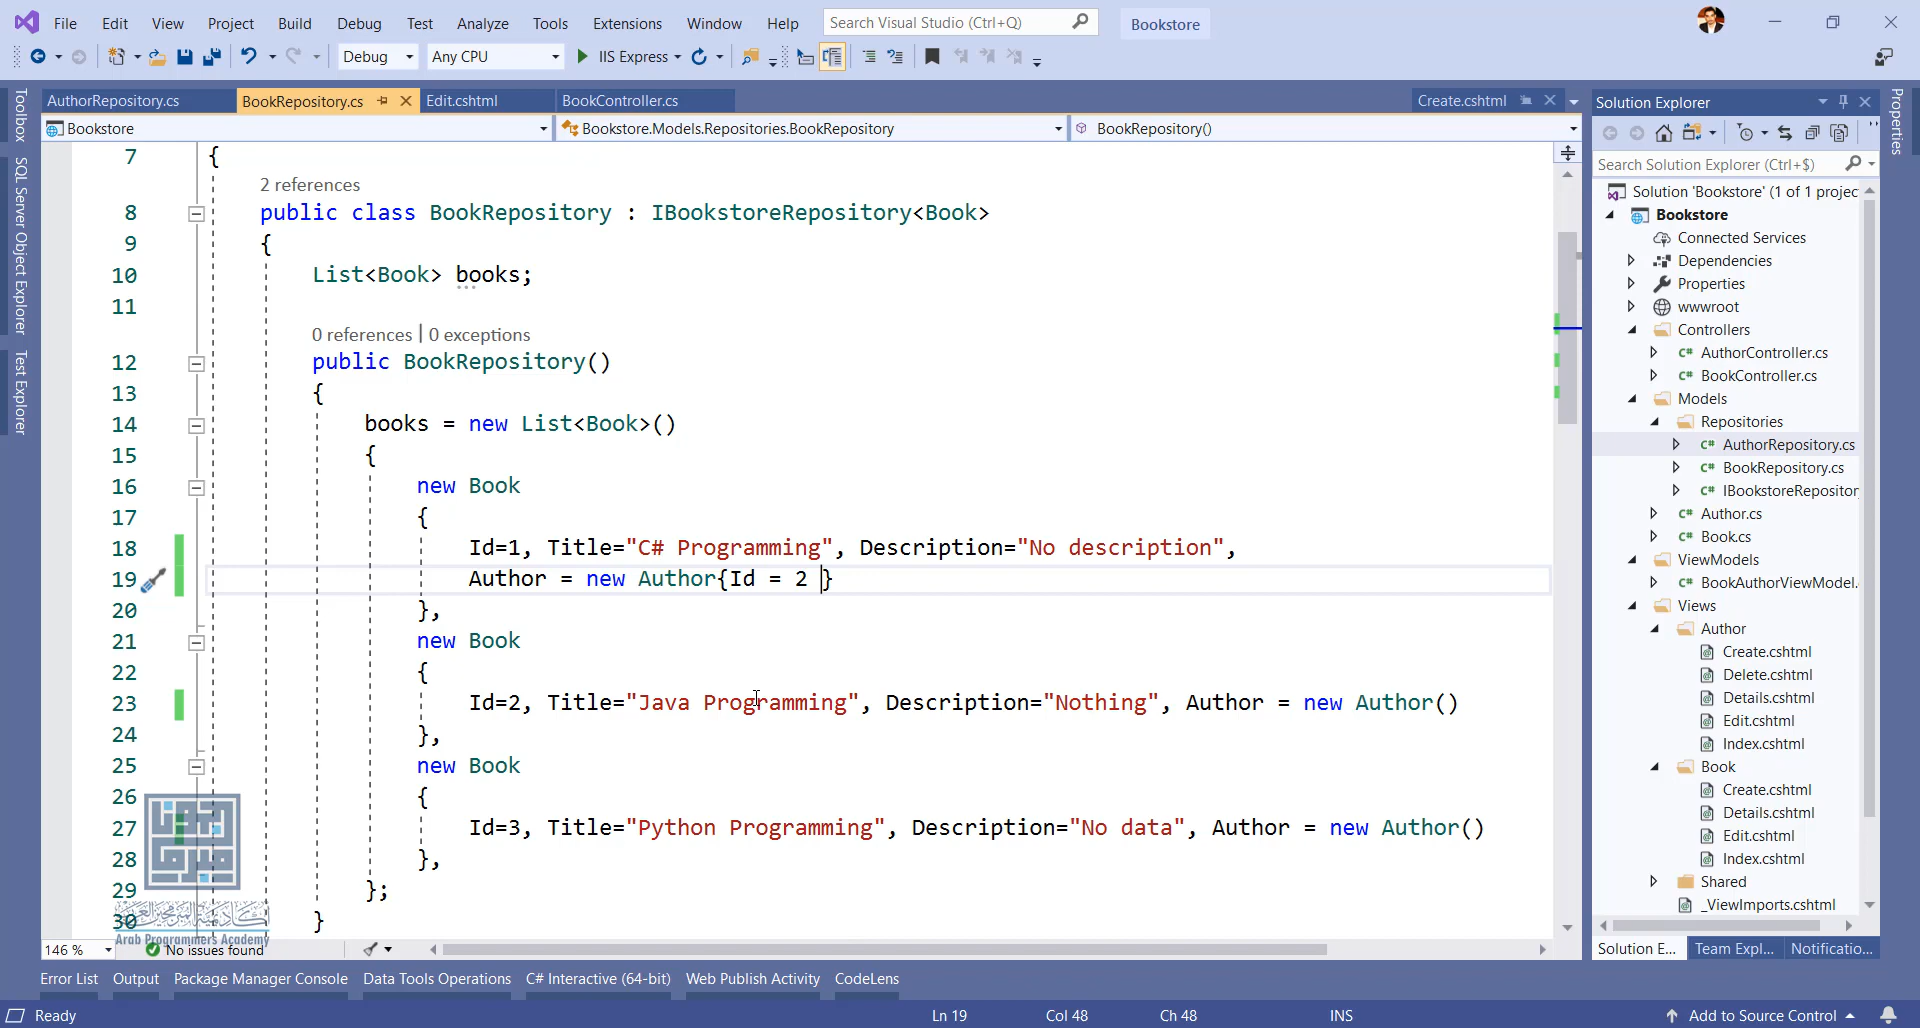 File Edit View Project Build Debug Test Analyze Tools Extensions Window Help Search Visual Studio (Ctrl+Q) Bookstore
Debug Any CPU IIS Express
AuthorRepository.cs BookRepository.cs Edit.cshtml BookController.cs Create.cshtml
Bookstore Bookstore.Models.Repositories.BookRepository BookRepository()
Toolbox
SQL Server Object Explorer
Test Explorer
7 {
2 references
8 public class BookRepository : IBookstoreRepository<Book>
9 {
10 List<Book> books;
11
0 references | 0 exceptions
12 public BookRepository()
13 {
14 books = new List<Book>()
15 {
16 new Book
17 {
18 Id=1, Title="C# Programming", Description="No description",
19 Author = new Author{Id = 2 }
20 },
21 new Book
22 {
23 Id=2, Title="Java Programming", Description="Nothing", Author = new Author()
24 },
25 new Book
26 {
27 Id=3, Title="Python Programming", Description="No data", Author = new Author()
28 },
29 };
30 }
أكاديمية المبرمجين العرب
Arab Programmers Academy
146 % No issues found
Solution Explorer
Search Solution Explorer (Ctrl+$)
Solution 'Bookstore' (1 of 1 projec
Bookstore
Connected Services
Dependencies
Properties
wwwroot
Controllers
C# AuthorController.cs
C# BookController.cs
Models
Repositories
C# AuthorRepository.cs
C# BookRepository.cs
C# IBookstoreRepositor
C# Author.cs
C# Book.cs
ViewModels
C# BookAuthorViewModel.
Views
Author
Create.cshtml
Delete.cshtml
Details.cshtml
Edit.cshtml
Index.cshtml
Book
Create.cshtml
Details.cshtml
Edit.cshtml
Index.cshtml
Shared
_ViewImports.cshtml
Solution E... Team Expl... Notificatio...
Properties
Error List Output Package Manager Console Data Tools Operations C# Interactive (64-bit) Web Publish Activity CodeLens
Ready Ln 19 Col 48 Ch 48 INS Add to Source Control